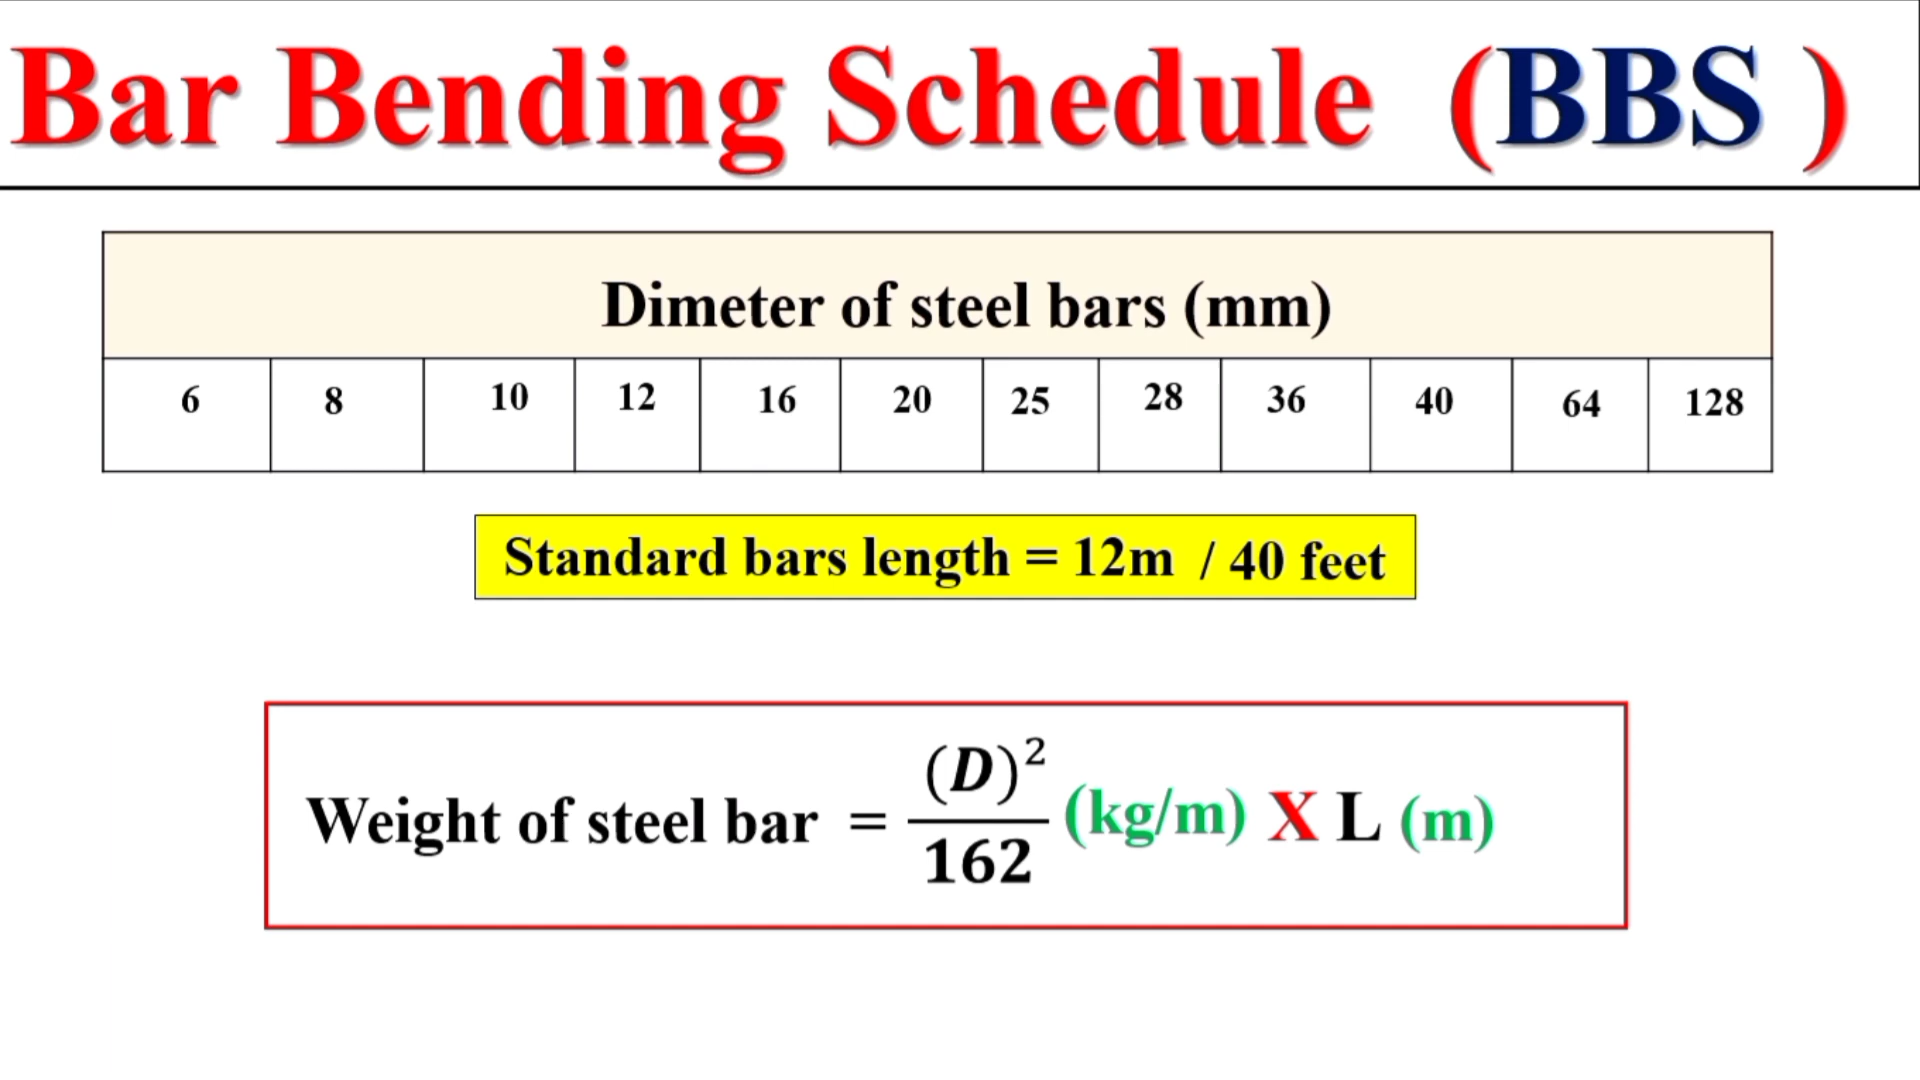 Bar Bending Schedule (BBS )
Dimeter of steel bars (mm)
6 8 10 12 16 20 25 28 36 40 64 128
Standard bars length = 12m / 40 feet
Weight of steel bar = (D)²/162 (kg/m) X L (m)